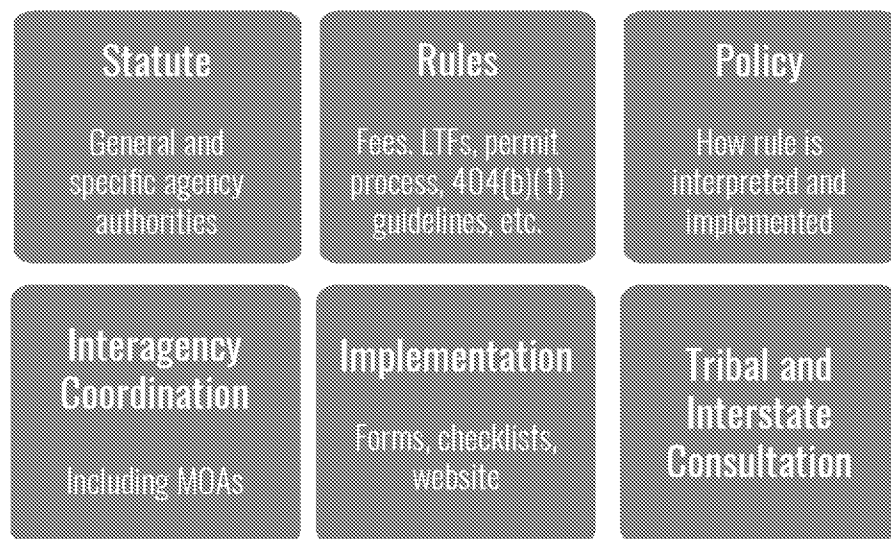 Statute
General and
specific agency
authorities
Rules
Fees, LTFs, permit
process, 404(b)(1)
guidelines, etc.
Policy
How rule is
interpreted and
implemented
Interagency
Coordination
Including MOAs
Implementation
Forms, checklists,
website
Tribal and
Interstate
Consultation